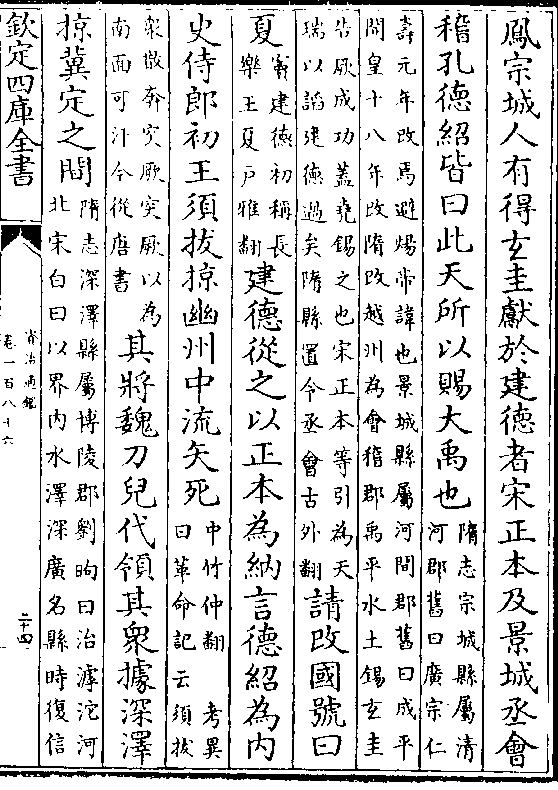 鳳宗城人有得玄圭獻於建德者宋正本及景城丞會
稽孔德紹皆曰此天所以賜大禹也隋志宗城縣屬清河郡舊曰廣宗仁
壽元年改焉避煬帝諱也景城縣屬河間郡舊曰成平
開皇十八年改隋改越州為會稽郡禹平水土錫玄圭
告厥成功蓋堯錫之也宋正本等引為天
瑞以謟建德過矣隋縣置令丞會古外翻
請改國號曰
夏竇建德初稱長樂王夏戶雅翻建德從之以正本為納言德紹為內
史侍郎初王須拔掠幽州中流矢死中竹仲翻考異曰革命記云須拔
衆散奔突厥突厥以為
南面可汗今從唐書
其將魏刀兒代領其衆據深澤
掠冀定之間隋志深澤縣屬博陵郡劉昫曰治滹沱河
北宋白曰以界內水澤深廣名縣時復信
欽定四庫全書
資治通鑑
卷一百八十六
二十四